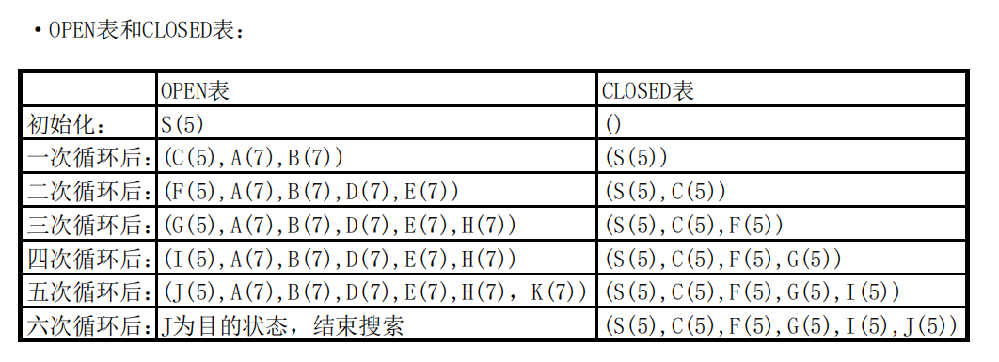 ·OPEN表和CLOSED表：
OPEN表 CLOSED表
初始化： S(5) ()
一次循环后： (C(5),A(7),B(7)) (S(5))
二次循环后： (F(5),A(7),B(7),D(7),E(7)) (S(5),C(5))
三次循环后： (G(5),A(7),B(7),D(7),E(7),H(7)) (S(5),C(5),F(5))
四次循环后： (I(5),A(7),B(7),D(7),E(7),H(7)) (S(5),C(5),F(5),G(5))
五次循环后： (J(5),A(7),B(7),D(7),E(7),H(7)，K(7)) (S(5),C(5),F(5),G(5),I(5))
六次循环后： J为目的状态，结束搜索 (S(5),C(5),F(5),G(5),I(5),J(5))